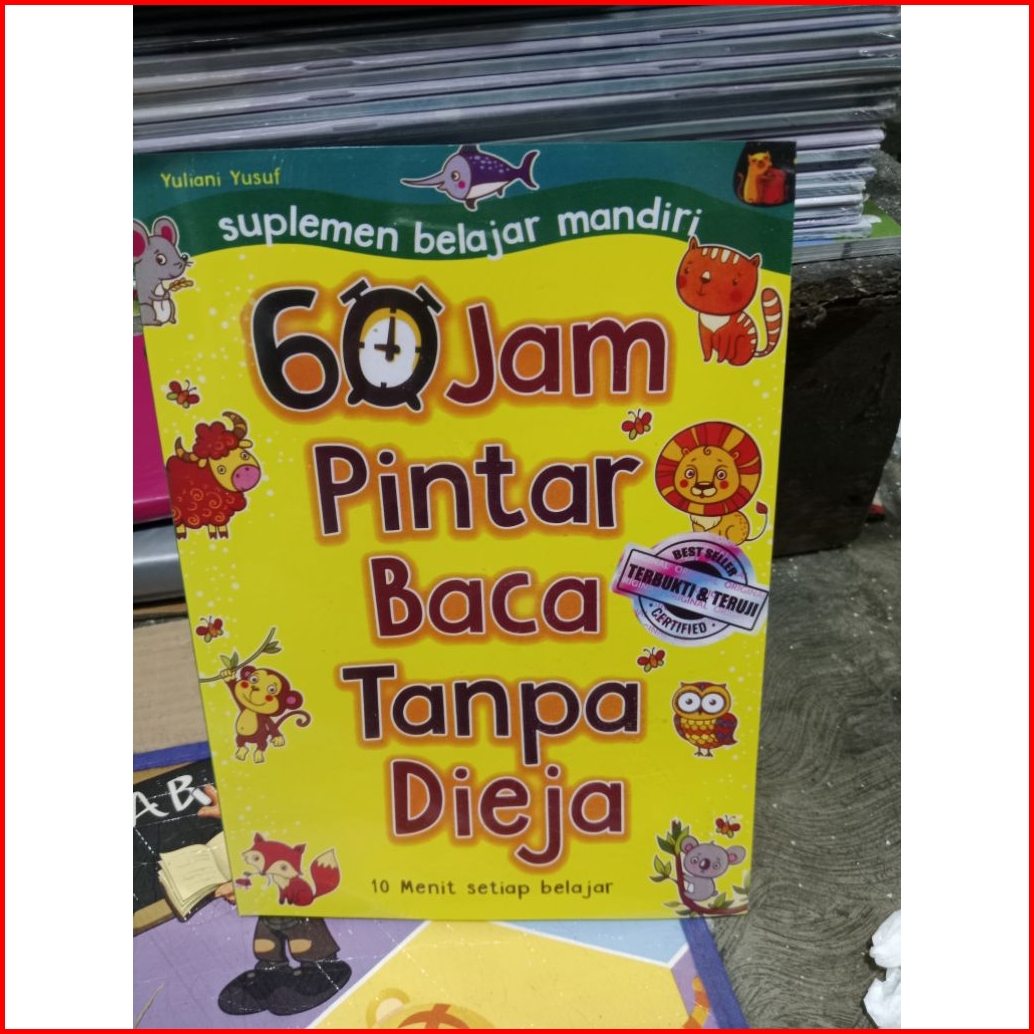 Yuliani Yusuf
suplemen belajar mandiri
60 Jam
Pintar
Baca
Tanpa
Dieja
BEST SELLER
TERBUKTI & TERUJI
CERTIFIED
10 Menit setiap belajar
AB